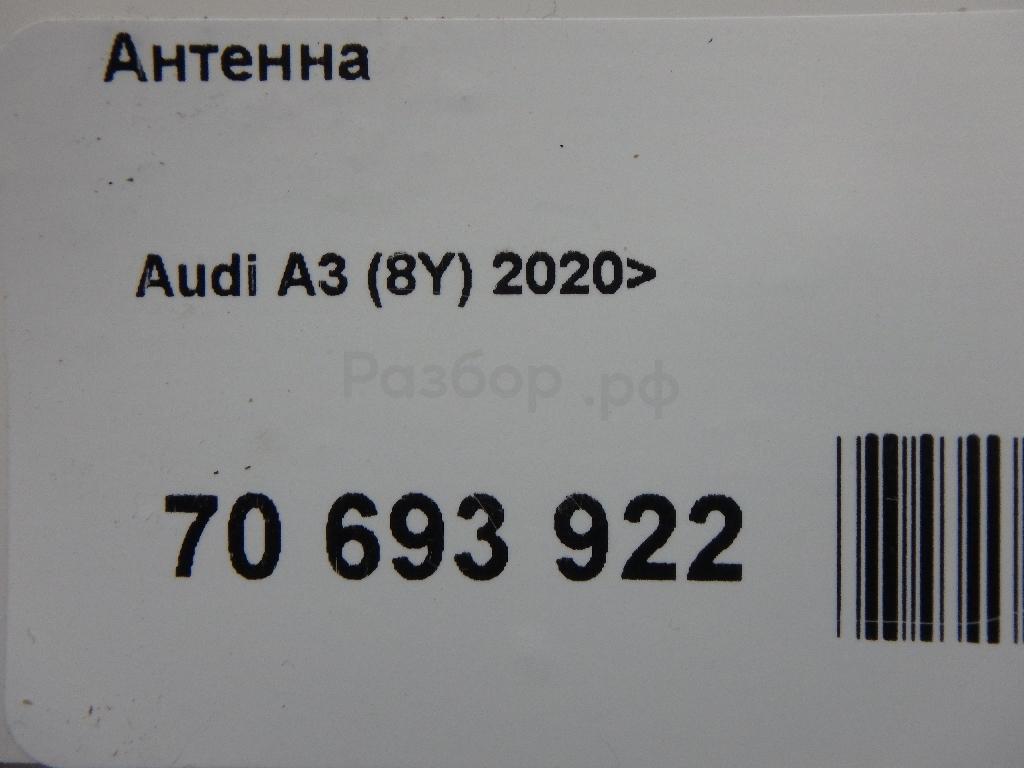 Антенна
Audi A3 (8Y) 2020>
Разбор .рф
70 693 922